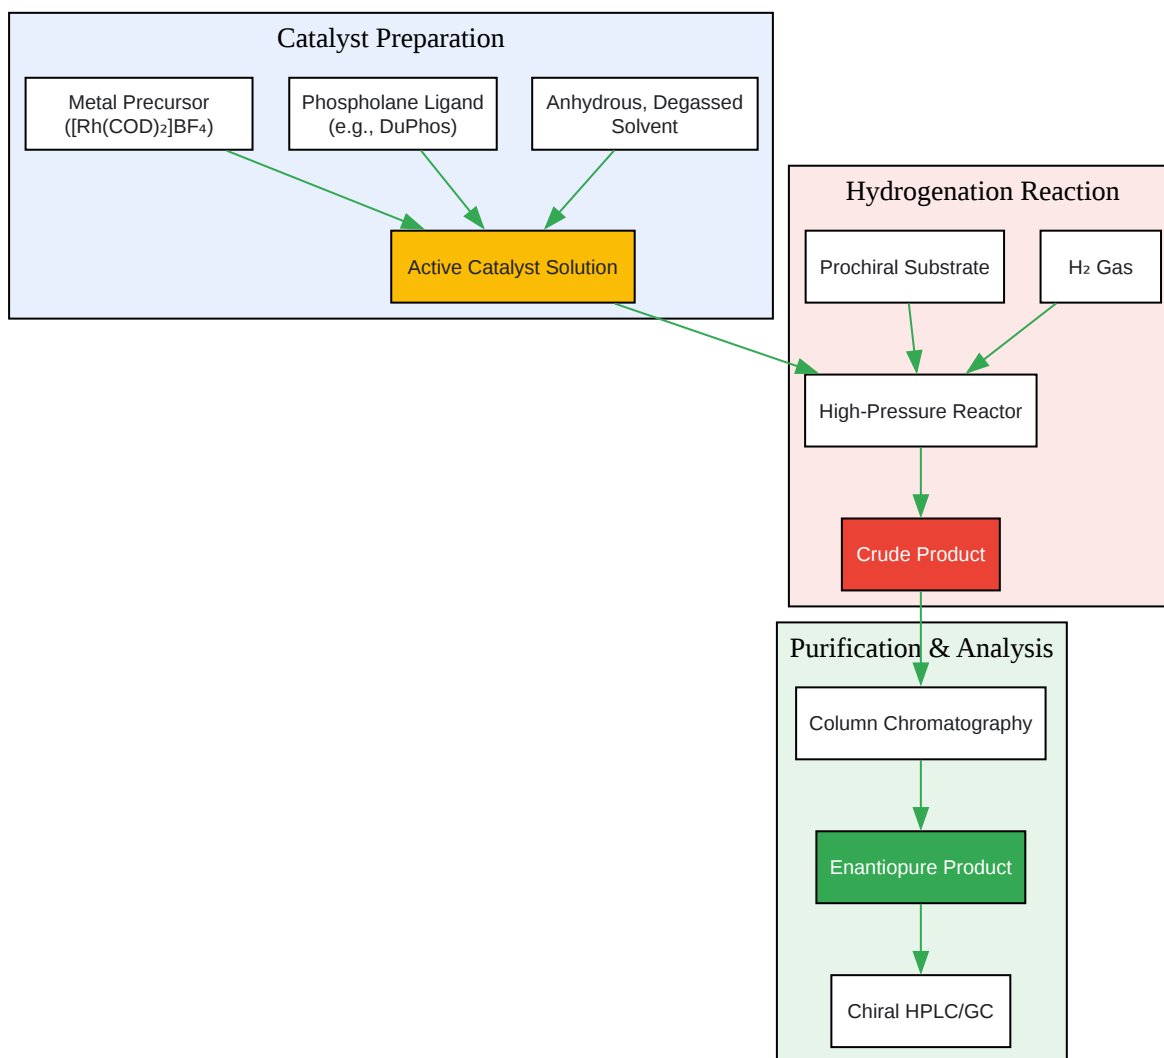 Catalyst Preparation
Metal Precursor
([Rh(COD)₂]BF₄)
Phospholane Ligand
(e.g., DuPhos)
Anhydrous, Degassed
Solvent
Active Catalyst Solution
Hydrogenation Reaction
Prochiral Substrate
H₂ Gas
High-Pressure Reactor
Crude Product
Purification & Analysis
Column Chromatography
Enantiopure Product
Chiral HPLC/GC